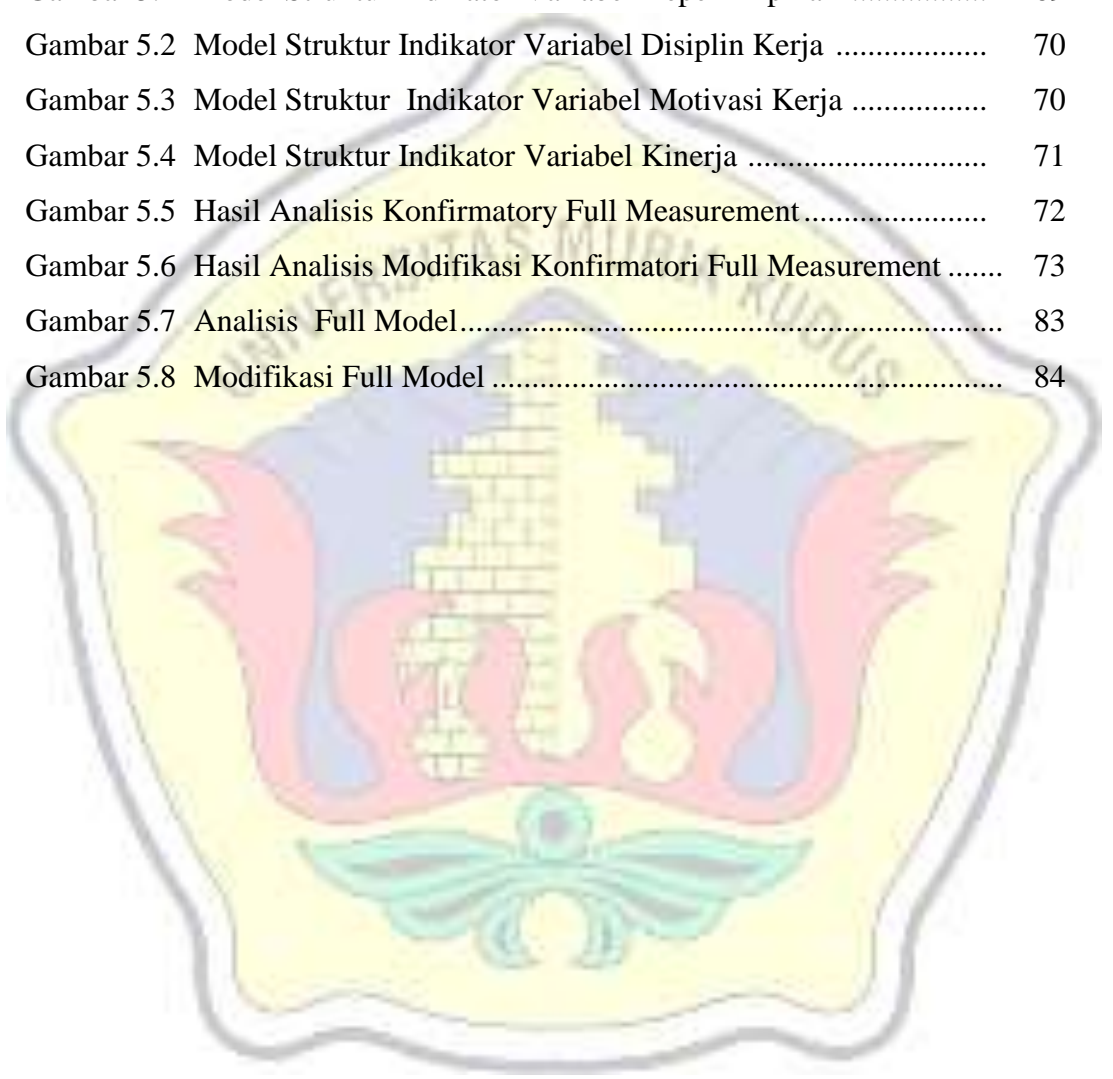 Gambar 5.2 Model Struktur Indikator Variabel Disiplin Kerja .................. 70
Gambar 5.3 Model Struktur Indikator Variabel Motivasi Kerja ................. 70
Gambar 5.4 Model Struktur Indikator Variabel Kinerja ............................ 71
Gambar 5.5 Hasil Analisis Konfirmatory Full Measurement...................... 72
Gambar 5.6 Hasil Analisis Modifikasi Konfirmatori Full Measurement ....... 73
Gambar 5.7 Analisis Full Model................................................................. 83
Gambar 5.8 Modifikasi Full Model ............................................................. 84
UNIVERSITAS MURIA KUDUS